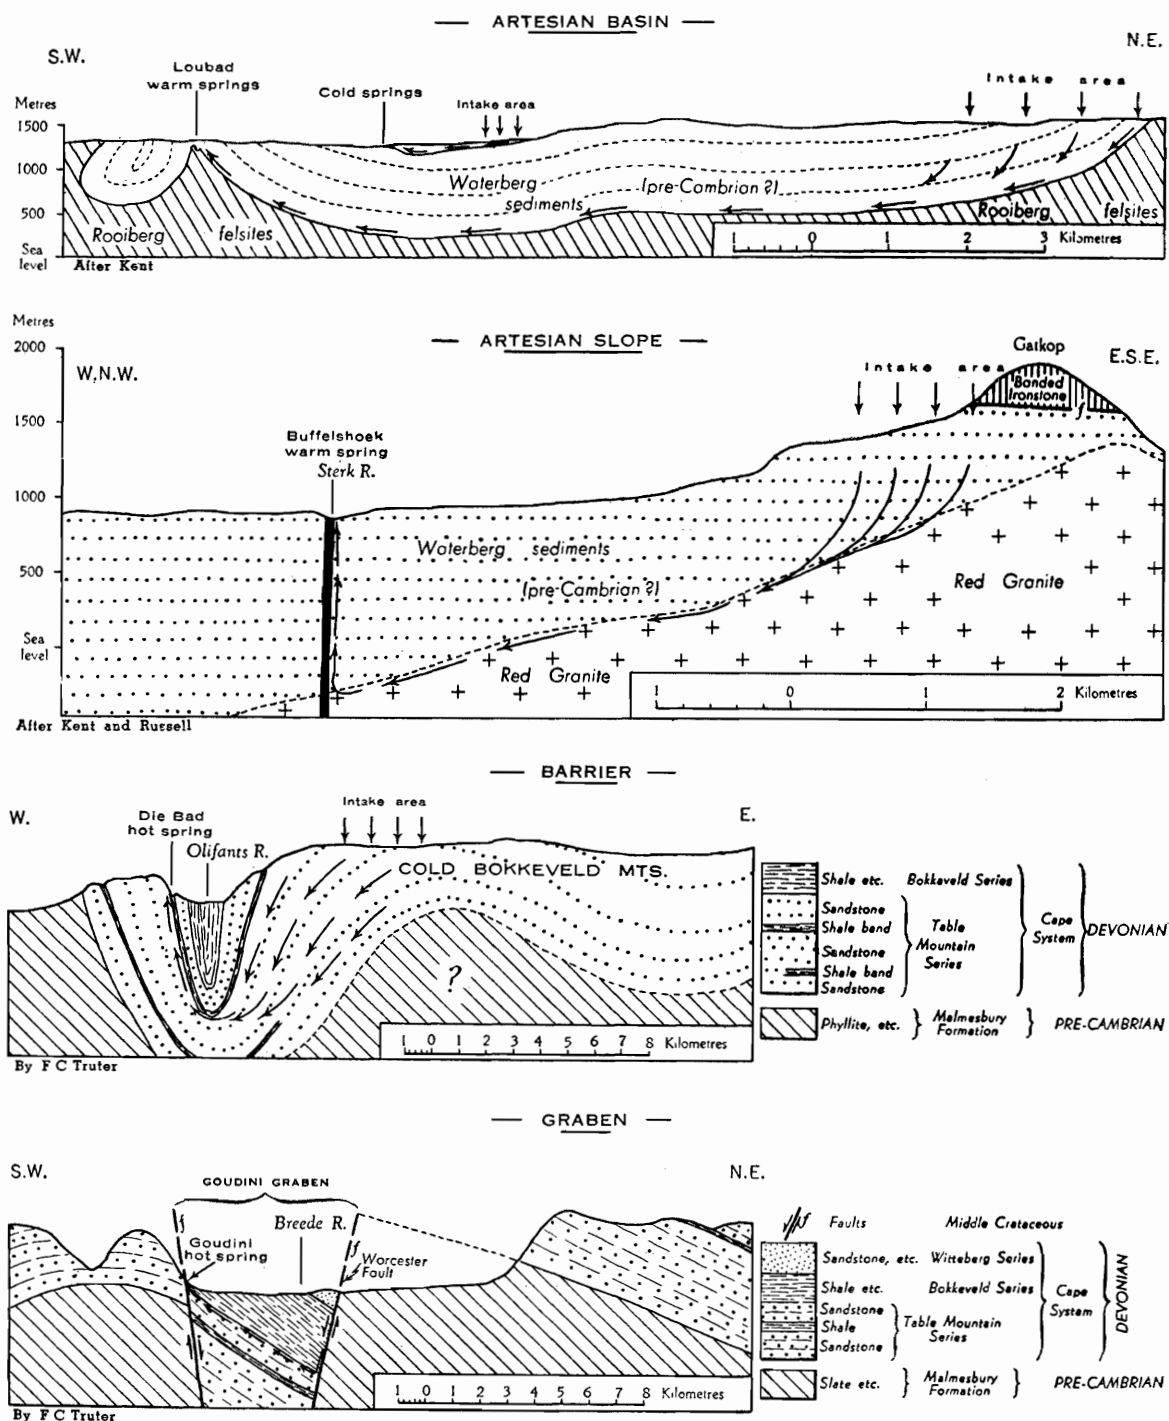 ARTESIAN BASIN
S.W.
N.E.
Loubad
warm springs
Cold springs
Intake area
Intake area
Metres
1500
1000
500
Sea
level
Waterberg
sediments
(pre-Cambrian ?)
Rooiberg
felsites
Rooiberg
felsites
1 0 1 2 3 Kilometres
After Kent
Metres
2000
1500
1000
500
Sea
level
ARTESIAN SLOPE
W.N.W.
E.S.E.
Gatkop
Intake area
Banded
Ironstone
f
Buffelshoek
warm spring
Sterk R.
Waterberg sediments
(pre-Cambrian ?)
Red Granite
Red Granite
1 0 1 2 Kilometres
After Kent and Russell
BARRIER
W.
E.
Die Bad
hot spring
Olifants R.
Intake area
COLD BOKKEVELD MTS.
?
1 0 1 2 3 4 5 6 7 8 Kilometres
By F C Truter
Shale etc. Bokkeveld Series
Sandstone
Shale band
Sandstone
Shale band
Sandstone
Table
Mountain
Series
Cape
System
DEVONIAN
Phyllite, etc. Malmesbury
Formation
PRE-CAMBRIAN
GRABEN
S.W.
N.E.
GOUDINI GRABEN
f
f
Breede R.
Goudini
hot spring
Worcester
Fault
1 0 1 2 3 4 5 6 7 8 Kilometres
By F C Truter
f Faults Middle Crataceous
Sandstone, etc. Witteberg Series
Shale etc. Bokkeveld Series
Sandstone
Shale
Sandstone
Table Mountain
Series
Cape
System
DEVONIAN
Slate etc. Malmesbury
Formation
PRE-CAMBRIAN